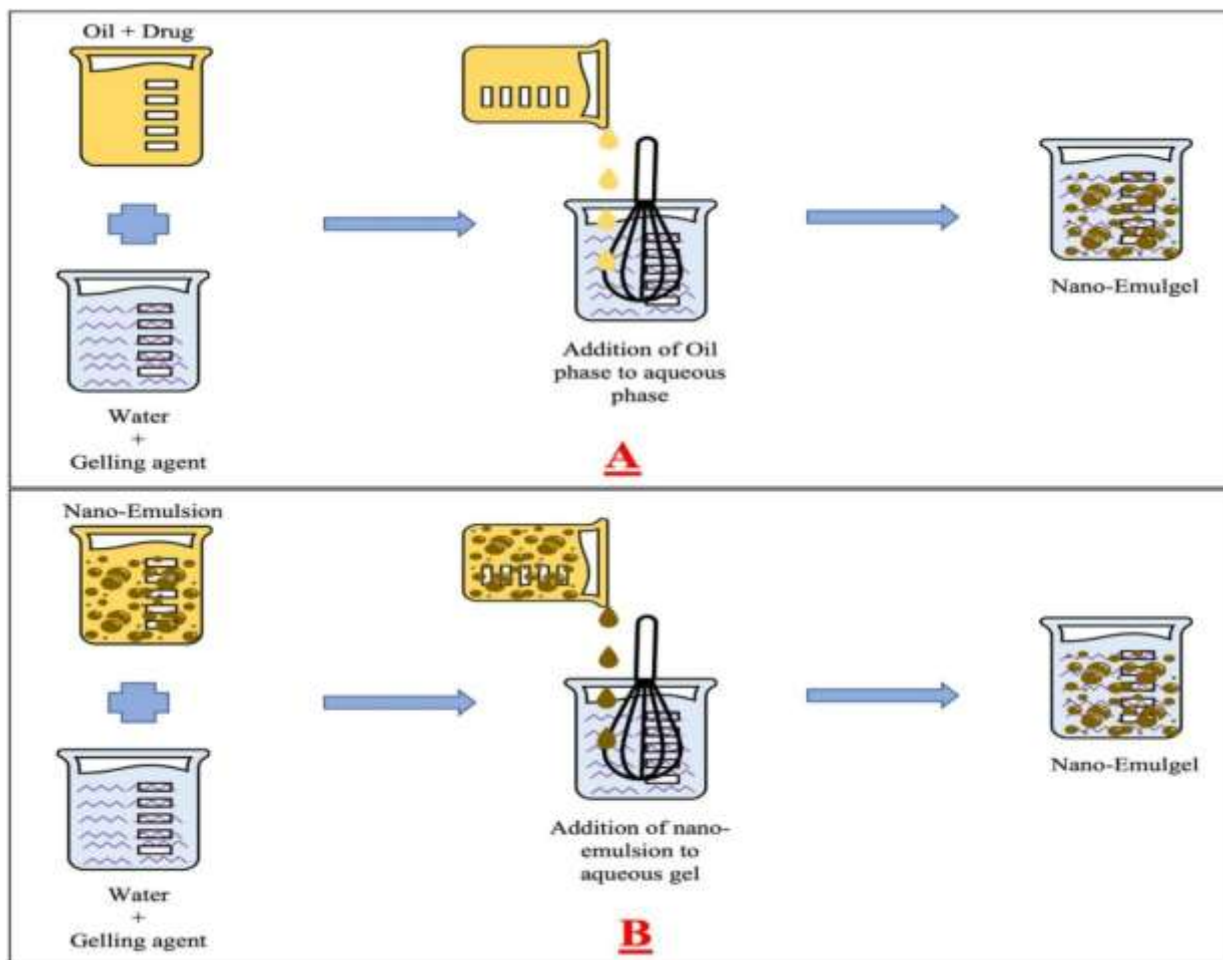 Oil + Drug
Water
+
Gelling agent
Addition of Oil
phase to aqueous
phase
Nano-Emulgel
A
Nano-Emulsion
Water
+
Gelling agent
Addition of nano-
emulsion to
aqueous gel
Nano-Emulgel
B